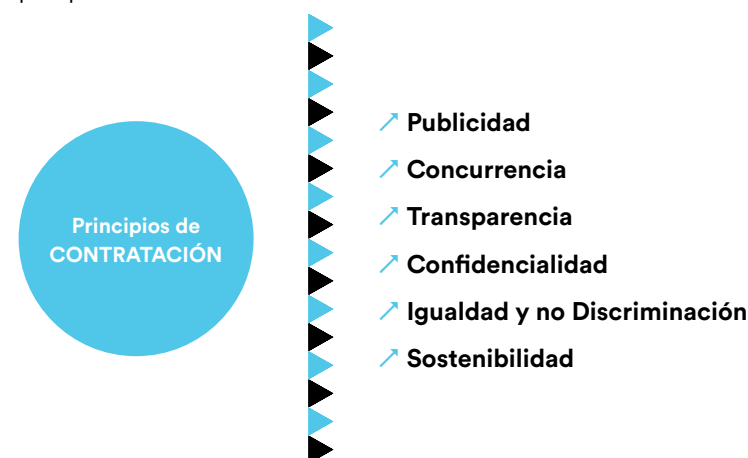 Principios de
CONTRATACIÓN
↗ Publicidad
↗ Concurrencia
↗ Transparencia
↗ Confidencialidad
↗ Igualdad y no Discriminación
↗ Sostenibilidad